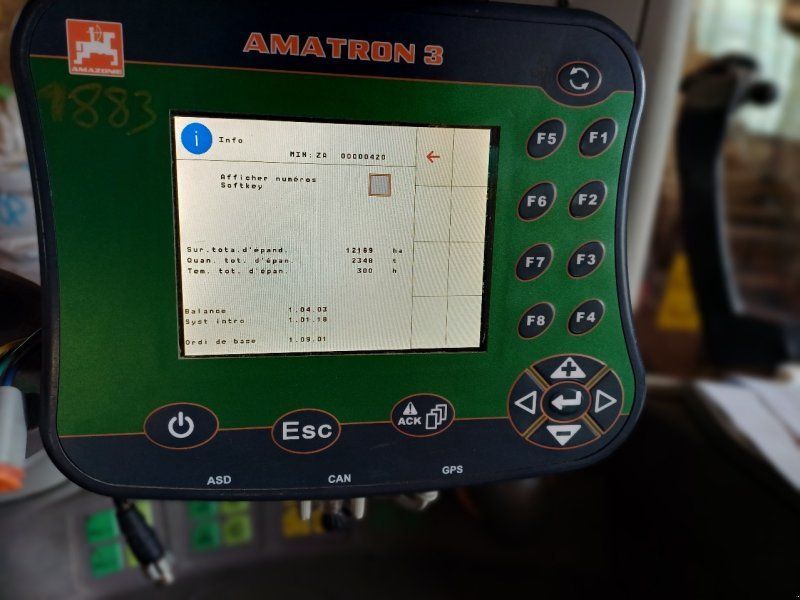 AMAZONE
AMATRON 3
1883
Info
MIN:ZA 00000420
Afficher numéros
Softkey
Sur.tota.d'épand. 12169 ha
Quan. tot. d'épan. 2348 t
Tem. tot. d'épan. 300 h
Balance 1.04.03
Syst intro 1.01.18
Ordi de base 1.09.01
F5 F1
F6 F2
F7 F3
F8 F4
Esc
ACK
ASD CAN GPS